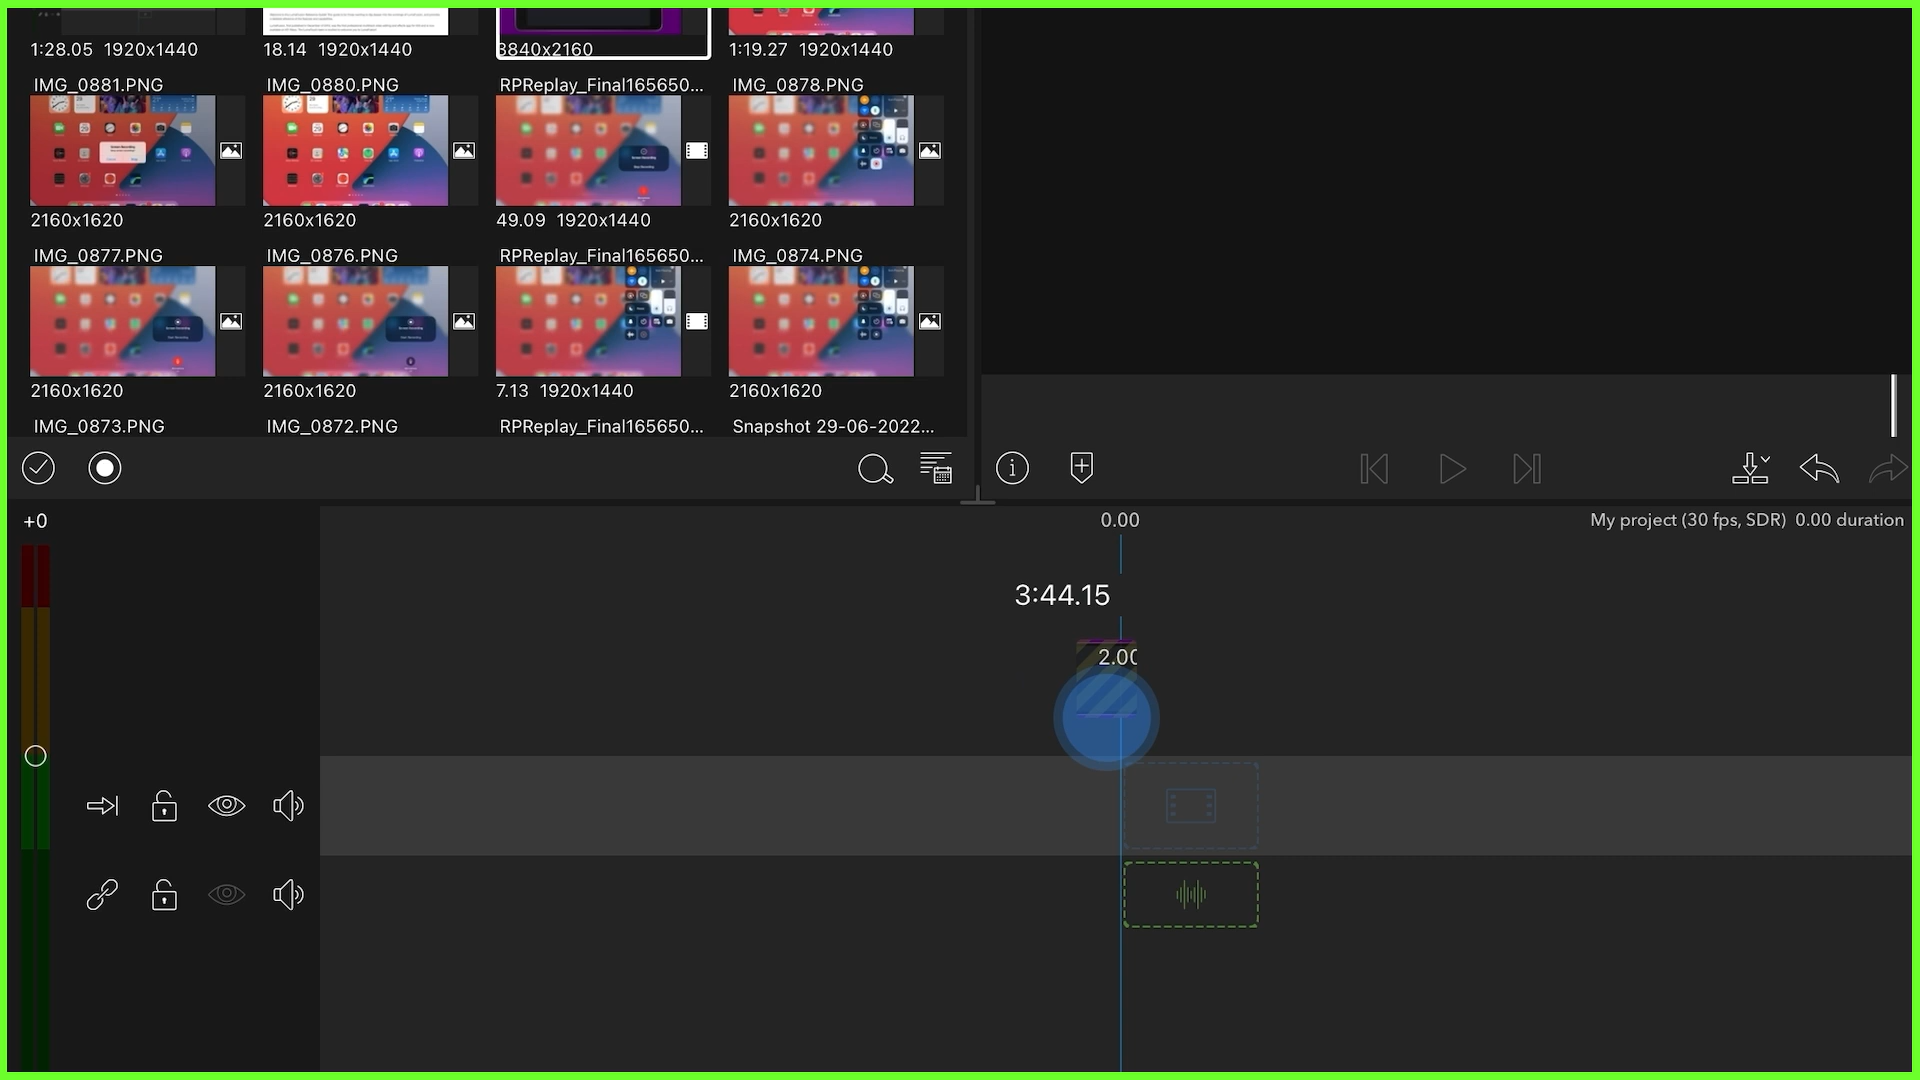 1:28.05 1920x1440
18.14 1920x1440
3840x2160
1:19.27 1920x1440
IMG_0881.PNG
IMG_0880.PNG
RPReplay_Final165650...
IMG_0878.PNG
2160x1620
2160x1620
49.09 1920x1440
2160x1620
IMG_0877.PNG
IMG_0876.PNG
RPReplay_Final165650...
IMG_0874.PNG
2160x1620
2160x1620
7.13 1920x1440
2160x1620
IMG_0873.PNG
IMG_0872.PNG
RPReplay_Final165650...
Snapshot 29-06-2022...
+0
0.00
My project (30 fps, SDR) 0.00 duration
3:44.15
2.00